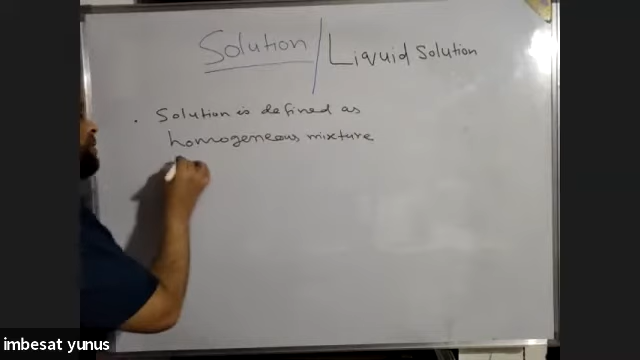 Solution / Liquid Solution
. Solution is defined as
homogeneous mixture
imbesat yunus